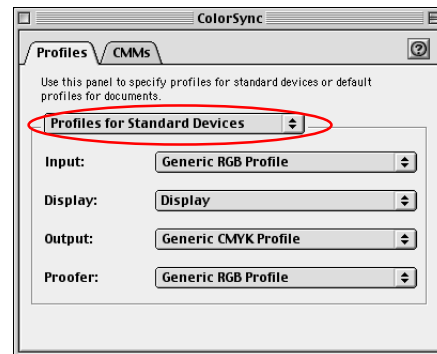 ColorSync
Profiles CMMs
?
Use this panel to specify profiles for standard devices or default
profiles for documents.
Profiles for Standard Devices
Input: Generic RGB Profile
Display: Display
Output: Generic CMYK Profile
Proofer: Generic RGB Profile